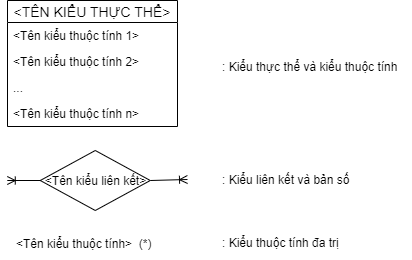 <TÊN KIỂU THỰC THỂ>
<Tên kiểu thuộc tính 1>
<Tên kiểu thuộc tính 2>
...
<Tên kiểu thuộc tính n>
: Kiểu thực thể và kiểu thuộc tính
<Tên kiểu liên kết>
: Kiểu liên kết và bản số
<Tên kiểu thuộc tính> (*)
: Kiểu thuộc tính đa trị